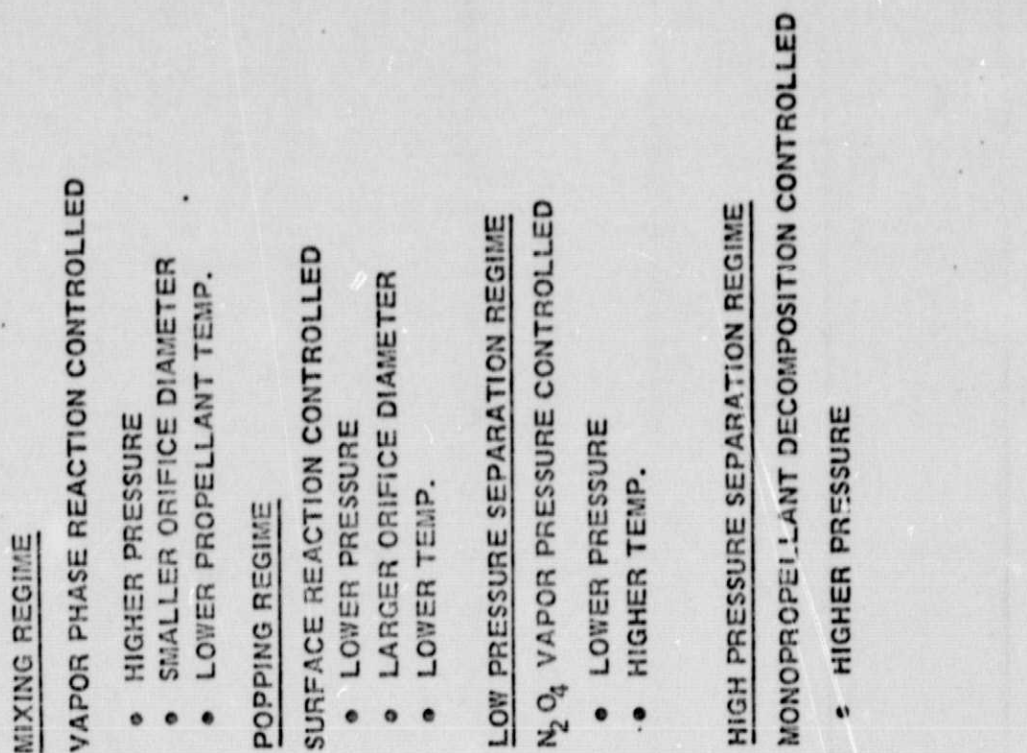 MIXING REGIME
VAPOR PHASE REACTION CONTROLLED
• HIGHER PRESSURE
• SMALLER ORIFICE DIAMETER
• LOWER PROPELLANT TEMP.
POPPING REGIME
SURFACE REACTION CONTROLLED
• LOWER PRESSURE
• LARGER ORIFICE DIAMETER
• LOWER TEMP.
LOW PRESSURE SEPARATION REGIME
N₂O₄ VAPOR PRESSURE CONTROLLED
• LOWER PRESSURE
• HIGHER TEMP.
HIGH PRESSURE SEPARATION REGIME
MONOPROPELLANT DECOMPOSITION CONTROLLED
• HIGHER PRESSURE